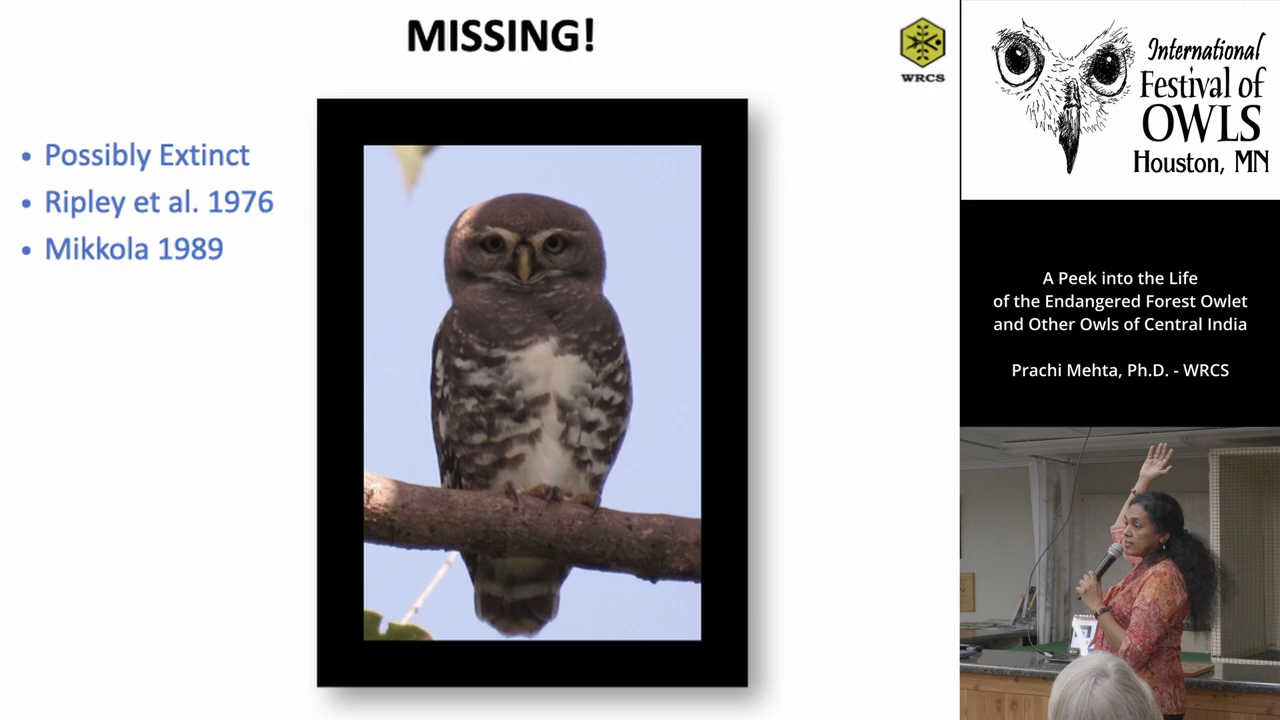 MISSING!
WRCS
• Possibly Extinct
• Ripley et al. 1976
• Mikkola 1989
International
Festival of
OWLS
Houston, MN
A Peek into the Life
of the Endangered Forest Owlet
and Other Owls of Central India
Prachi Mehta, Ph.D. - WRCS